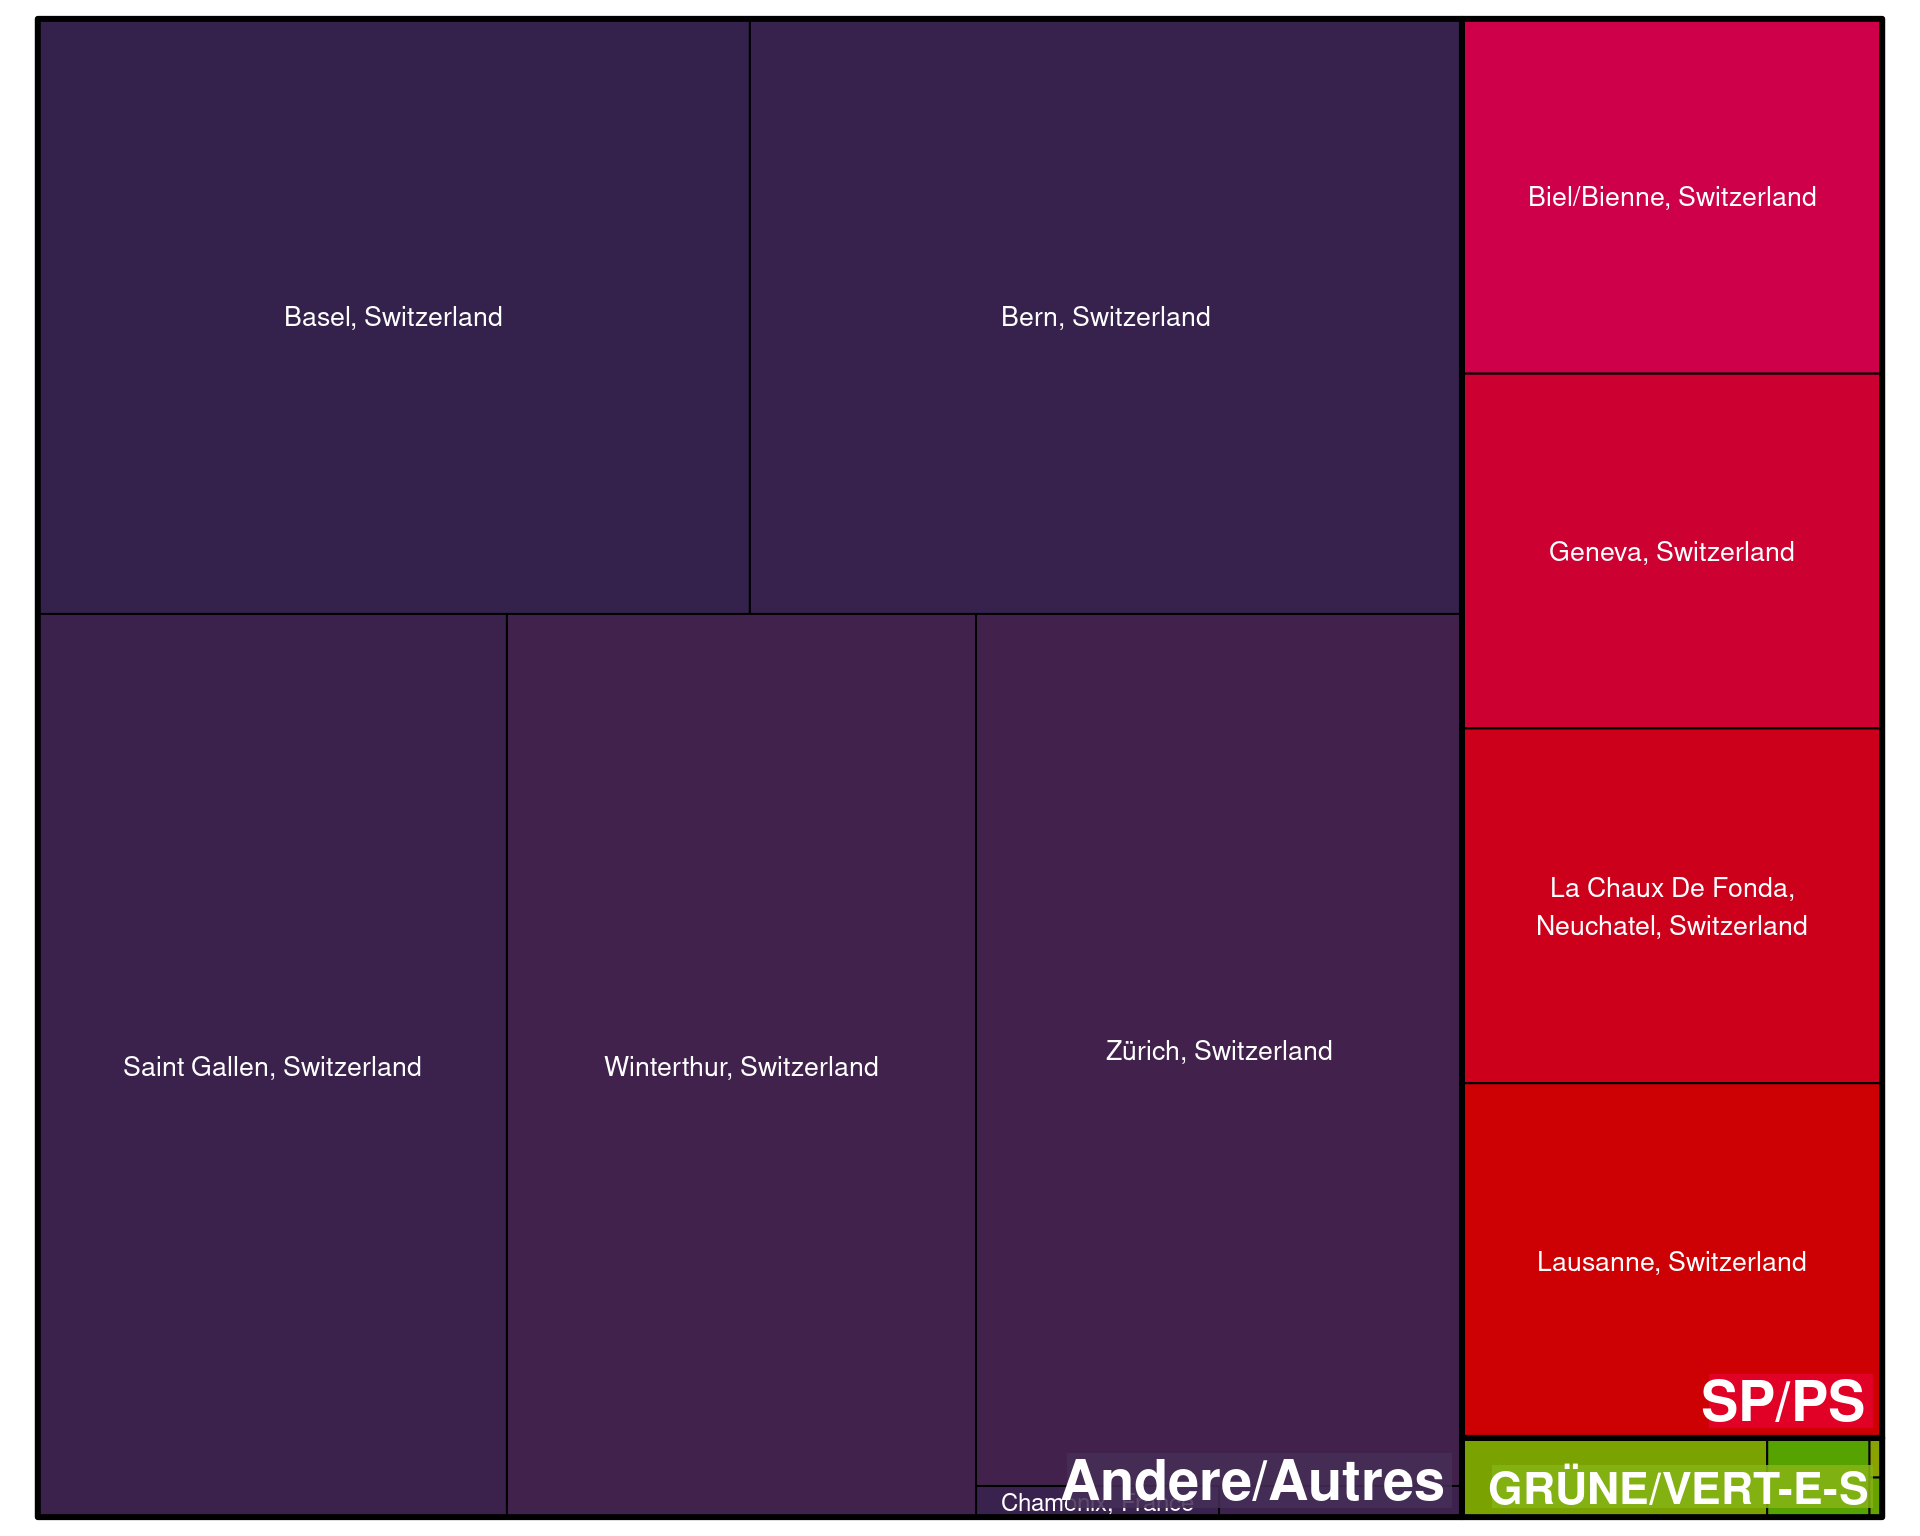 Basel, Switzerland
Bern, Switzerland
Biel/Bienne, Switzerland
Geneva, Switzerland
La Chaux De Fonda,
Neuchatel, Switzerland
Saint Gallen, Switzerland
Winterthur, Switzerland
Zürich, Switzerland
Lausanne, Switzerland
SP/PS
Andere/Autres
Chamonix, France
GRÜNE/VERT-E-S